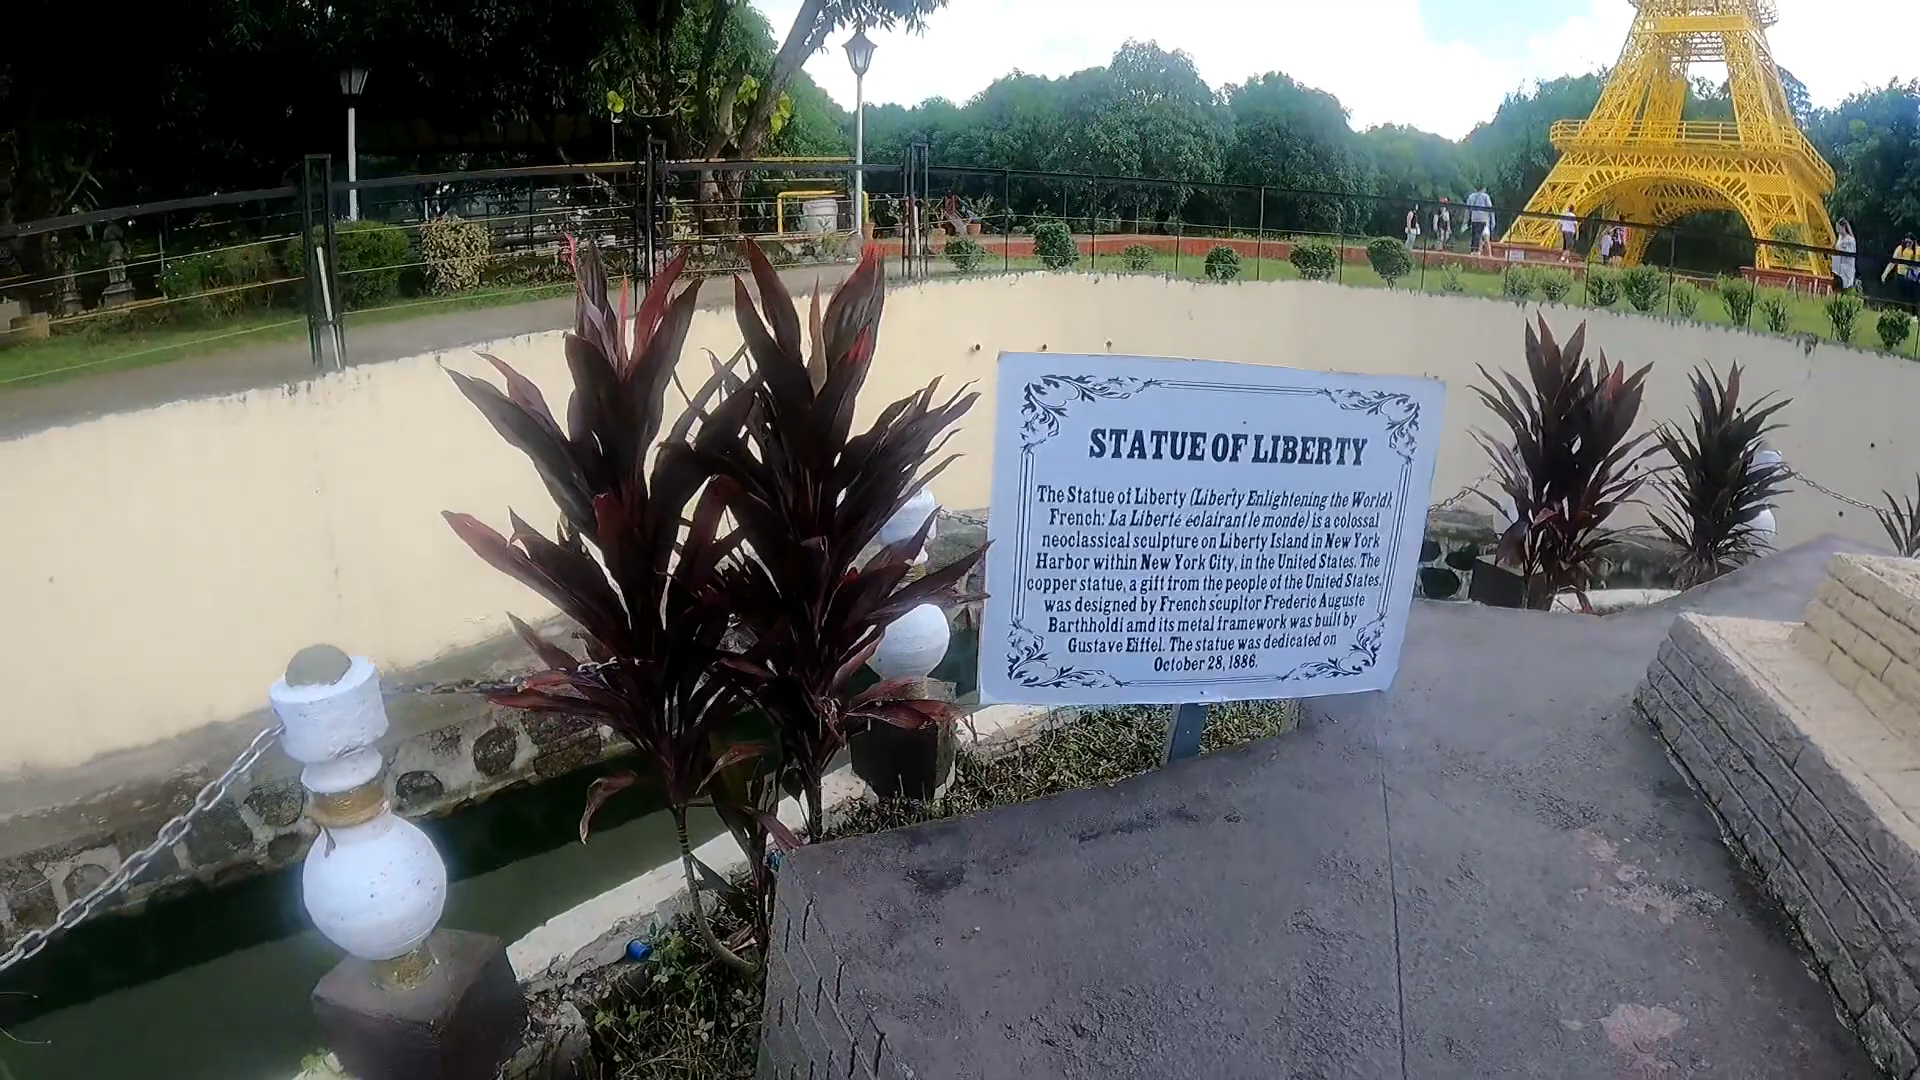 STATUE OF LIBERTY
The Statue of Liberty (Liberty Enlightening the World),
French: La Liberté éclairant le monde) is a colossal
neoclassical sculpture on Liberty Island in New York
Harbor within New York City, in the United States. The
copper statue, a gift from the people of the United States,
was designed by French scupltor Frederic Auguste
Barthholdi amd its metal framework was built by
Gustave Eiffel. The statue was dedicated on
October 28, 1886.